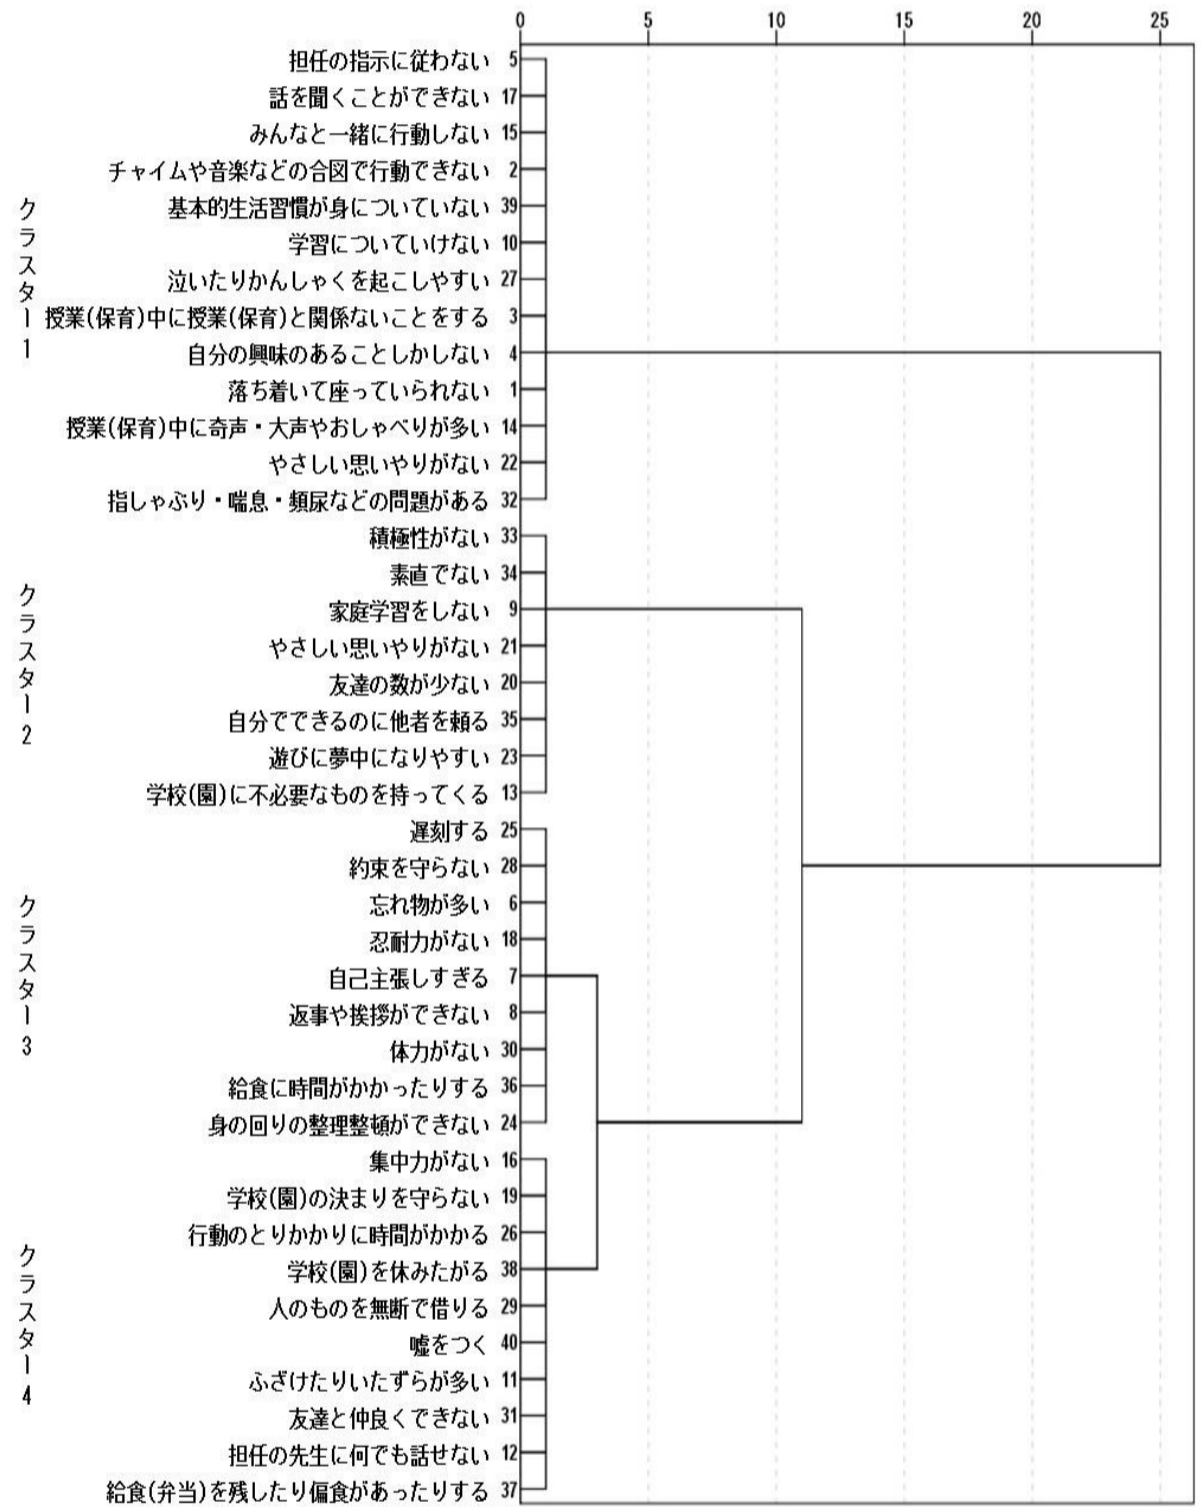 0 5 10 15 20 25
担任の指示に従わない 5
話を聞くことができない 17
みんなと一緒に行動しない 15
チャイムや音楽などの合図で行動できない 2
基本的生活習慣が身についていない 39
学習についていけない 10
泣いたりかんしゃくを起こしやすい 27
授業(保育)中に授業(保育)と関係ないことをする 3
自分の興味のあることしかしない 4
落ち着いて座っていられない 1
授業(保育)中に奇声・大声やおしゃべりが多い 14
やさしい思いやりがない 22
指しゃぶり・喘息・頻尿などの問題がある 32
クラスター1
積極性がない 33
素直でない 34
家庭学習をしない 9
やさしい思いやりがない 21
友達の数が少ない 20
自分でできるのに他者を頼る 35
遊びに夢中になりやすい 23
学校(園)に不必要なものを持ってくる 13
クラスター2
遅刻する 25
約束を守らない 28
忘れ物が多い 6
忍耐力がない 18
自己主張しすぎる 7
返事や挨拶ができない 8
体力がない 30
給食に時間がかかったりする 36
身の回りの整理整頓ができない 24
クラスター3
集中力がない 16
学校(園)の決まりを守らない 19
行動のとりかかりに時間がかかる 26
学校(園)を休みたがる 38
人のものを無断で借りる 29
嘘をつく 40
ふざけたりいたずらが多い 11
友達と仲良くできない 31
担任の先生に何でも話せない 12
給食(弁当)を残したり偏食があったりする 37
クラスター4